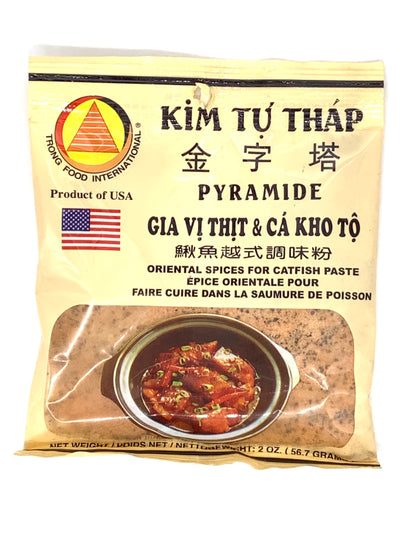 TRONG FOOD INTERNATIONAL®
Product of USA
KIM TỰ THÁP
金字塔
PYRAMIDE
GIA VỊ THỊT & CÁ KHO TỘ
鰍魚越式調味粉
ORIENTAL SPICES FOR CATFISH PASTE
ÉPICE ORIENTALE POUR
FAIRE CUIRE DANS LA SAUMURE DE POISSON
NET WEIGHT / POIDS NET / NETTOGEWICHT: 2 OZ. ( 56.7 GRAMS